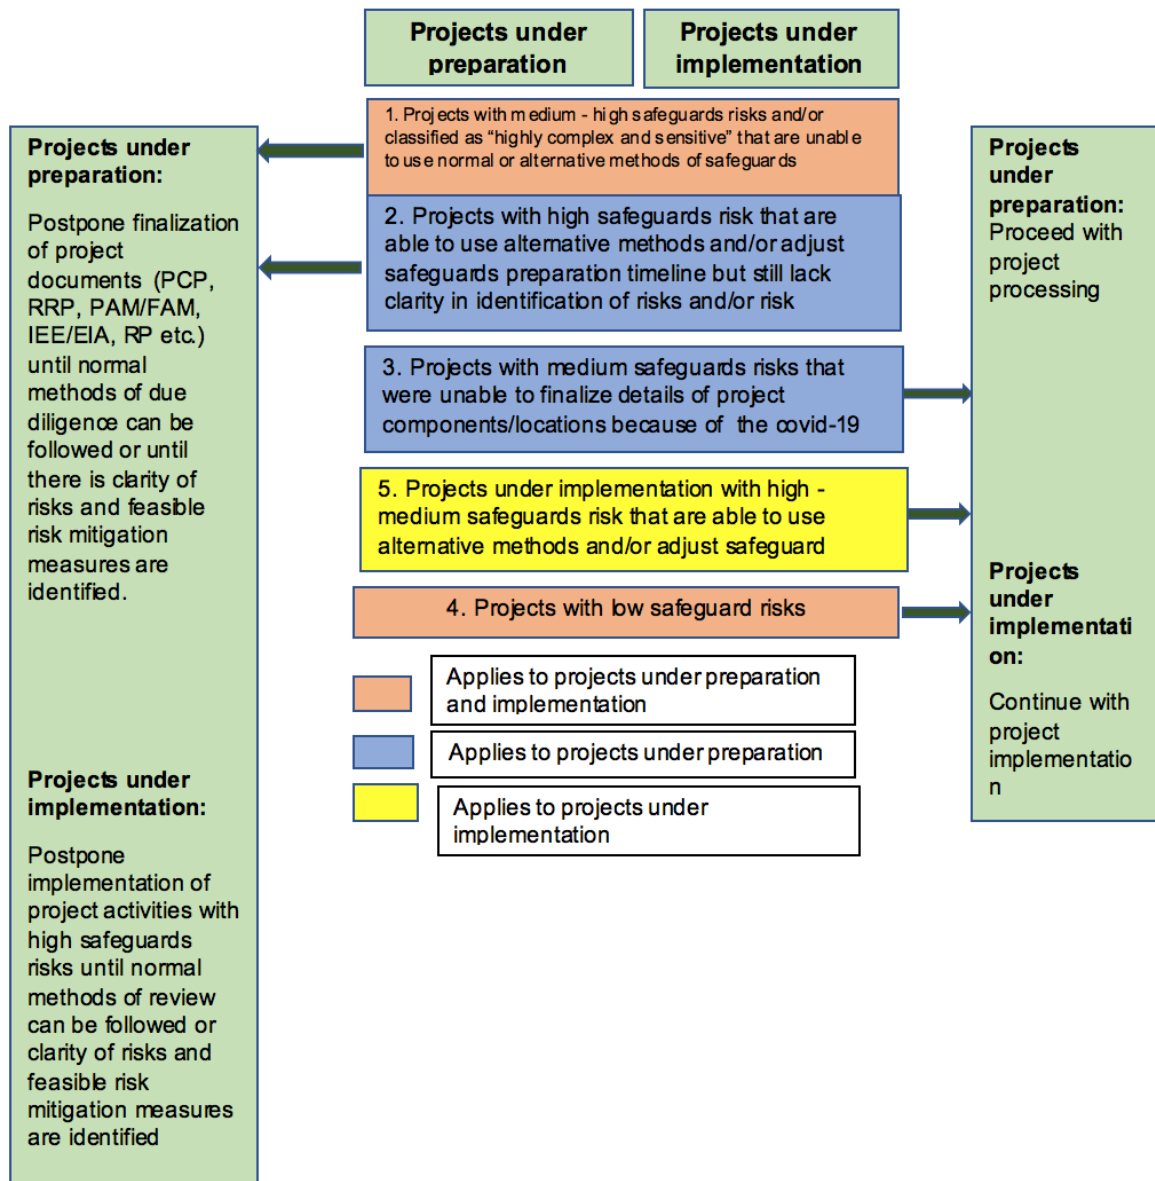 Projects under
preparation
Projects under
implementation
Projects under
preparation:
Postpone finalization
of project
documents (PCP,
RRP, PAM/FAM,
IEE/EIA, RP etc.)
until normal
methods of due
diligence can be
followed or until
there is clarity of
risks and feasible
risk mitigation
measures are
identified.
Projects under
implementation:
Postpone
implementation of
project activities with
high safeguards
risks until normal
methods of review
can be followed or
clarity of risks and
feasible risk
mitigation measures
are identified
1. Projects with medium - high safeguards risks and/or
classified as “highly complex and sensitive” that are unable
to use normal or alternative methods of safeguards
2. Projects with high safeguards risk that are
able to use alternative methods and/or adjust
safeguards preparation timeline but still lack
clarity in identification of risks and/or risk
3. Projects with medium safeguards risks that
were unable to finalize details of project
components/locations because of the covid-19
5. Projects under implementation with high -
medium safeguards risk that are able to use
alternative methods and/or adjust safeguard
4. Projects with low safeguard risks
Applies to projects under preparation
and implementation
Applies to projects under preparation
Applies to projects under
implementation
Projects
under
preparation:
Proceed with
project
processing
Projects
under
implementati
on:
Continue with
project
implementatio
n